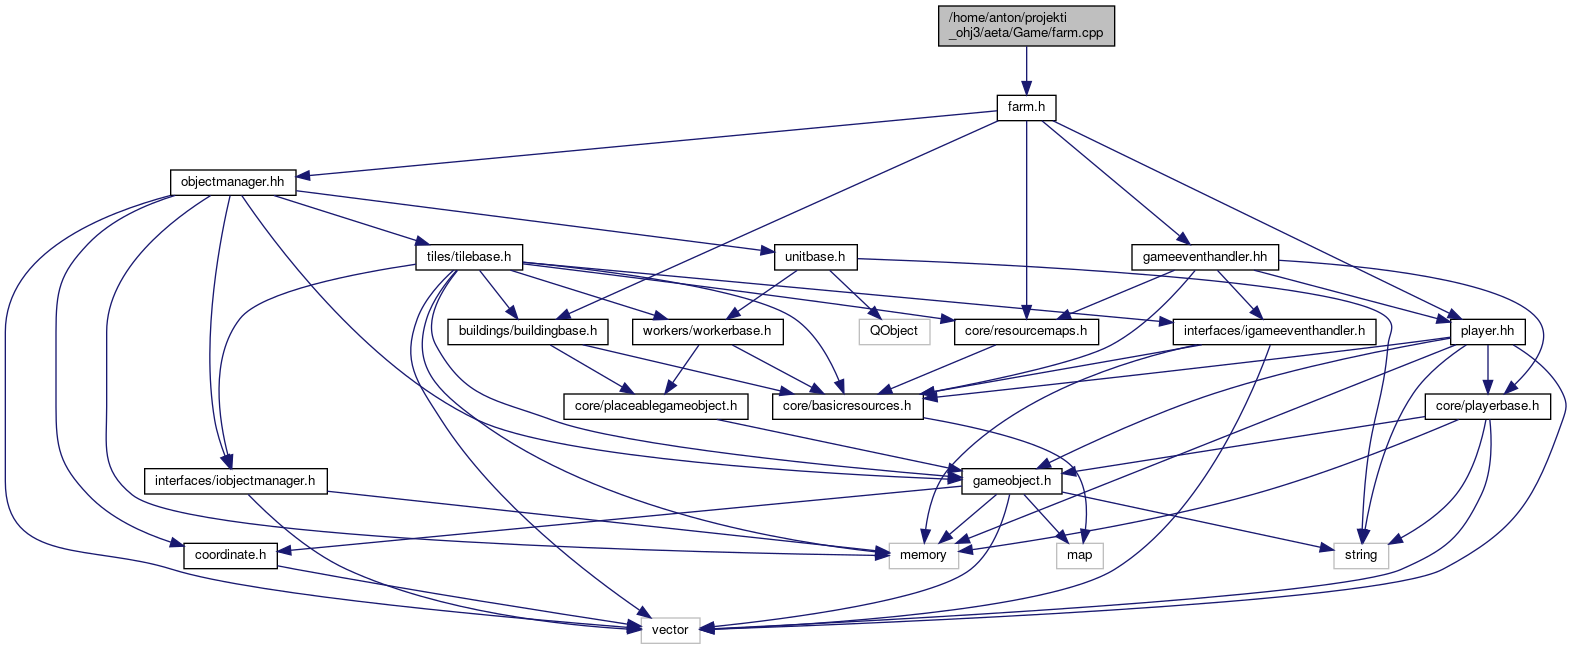 /home/anton/projekti
_ohj3/aeta/Game/farm.cpp
farm.h
objectmanager.hh
tiles/tilebase.h
unitbase.h
gameeventhandler.hh
buildings/buildingbase.h
workers/workerbase.h
QObject
core/resourcemaps.h
interfaces/igameeventhandler.h
player.hh
core/placeablegameobject.h
core/basicresources.h
core/playerbase.h
interfaces/iobjectmanager.h
gameobject.h
coordinate.h
memory
map
string
vector